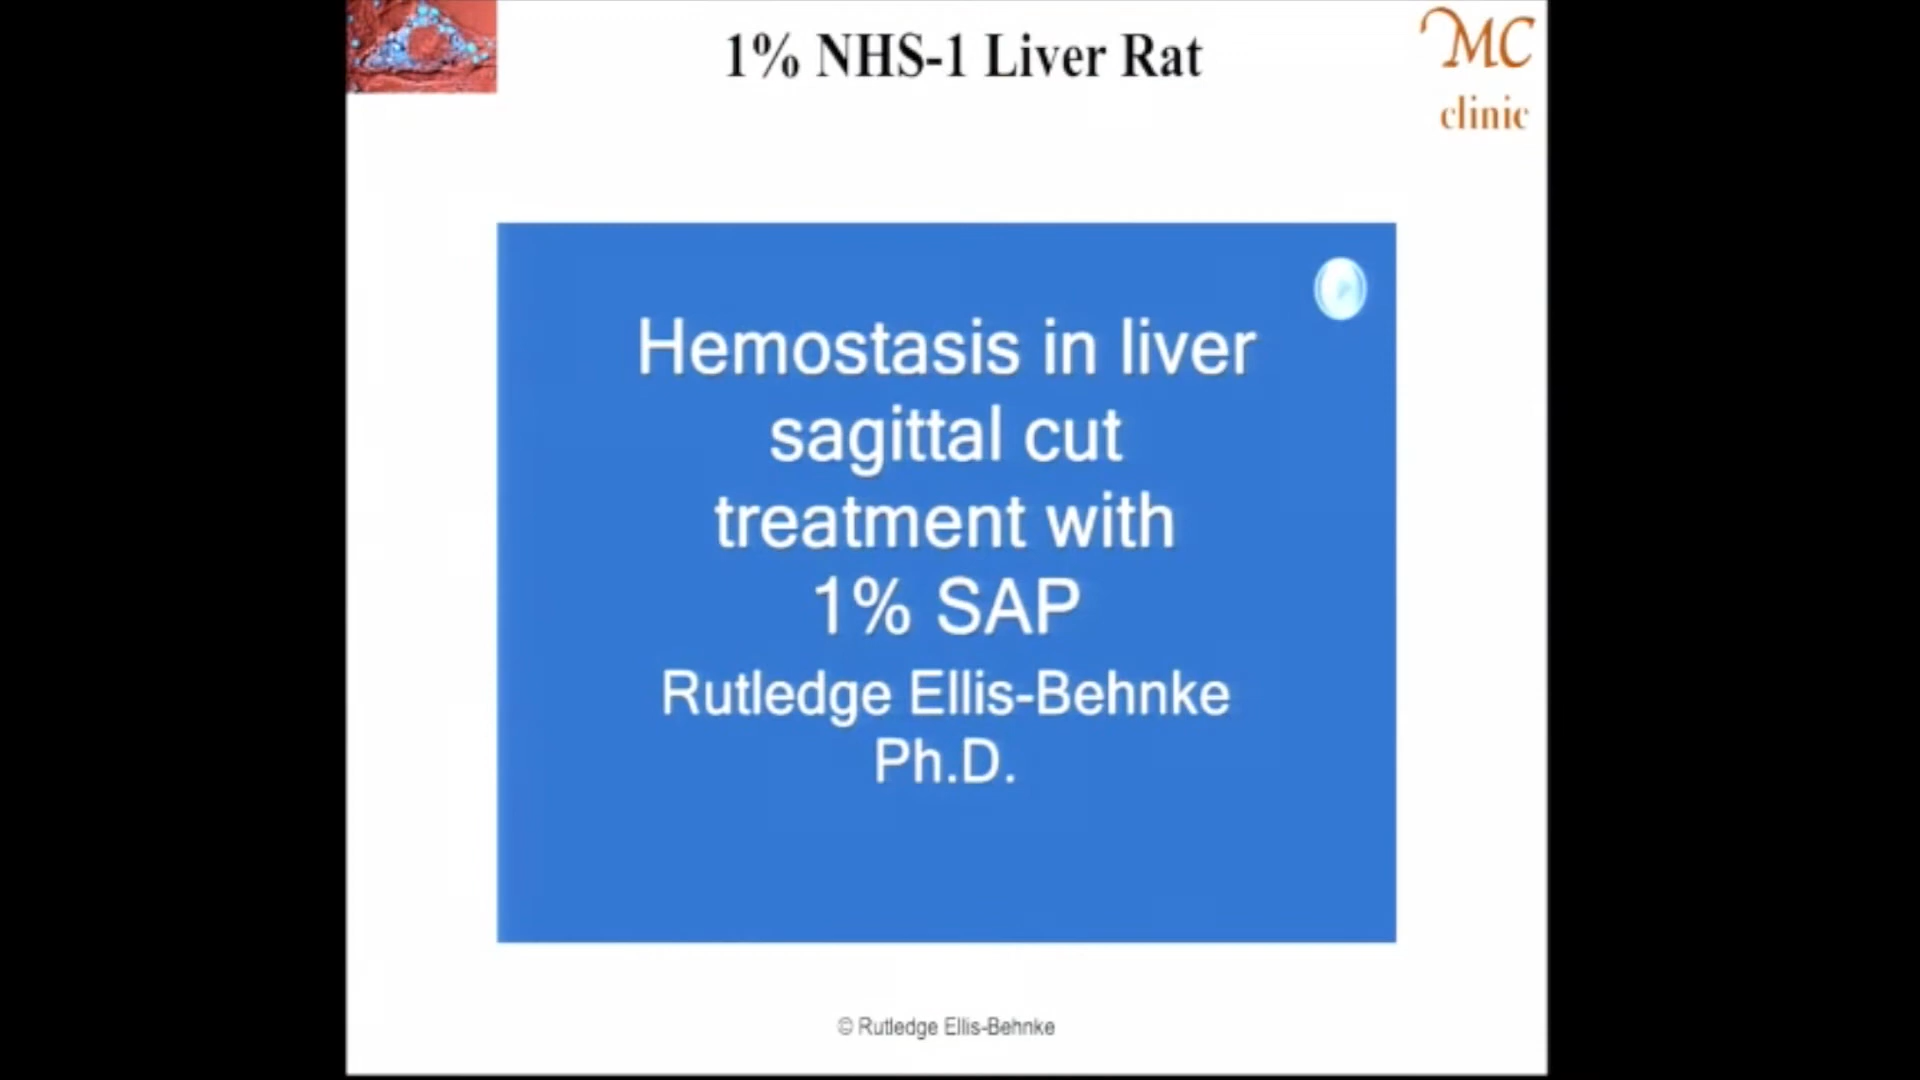 1% NHS-1 Liver Rat
MC
clinic
Hemostasis in liver
sagittal cut
treatment with
1% SAP
Rutledge Ellis-Behnke
Ph.D.
© Rutledge Ellis-Behnke